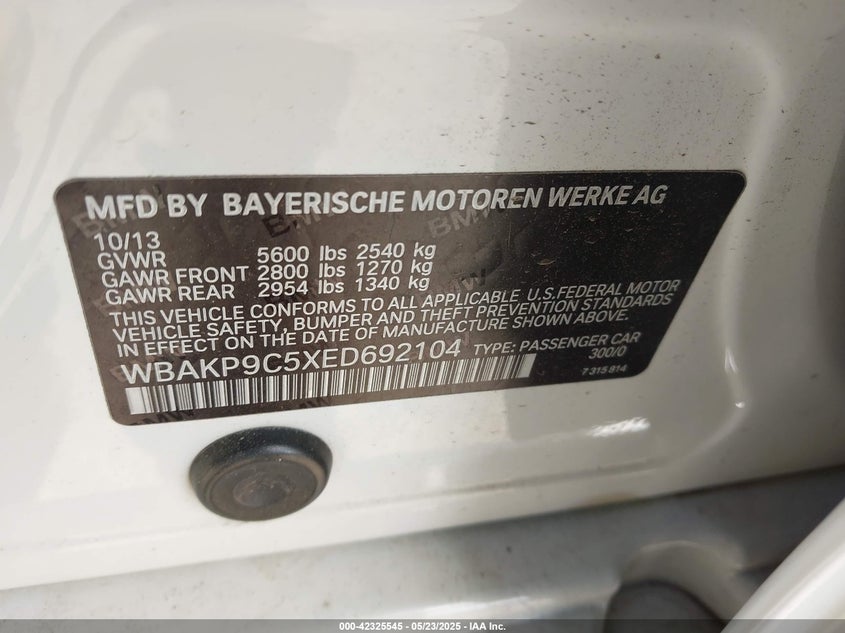 MFD BY BAYERISCHE MOTOREN WERKE AG
10/13
GVWR 5600 lbs 2540 kg
GAWR FRONT 2800 lbs 1270 kg
GAWR REAR 2954 lbs 1340 kg
THIS VEHICLE CONFORMS TO ALL APPLICABLE U.S.FEDERAL MOTOR
VEHICLE SAFETY, BUMPER AND THEFT PREVENTION STANDARDS
IN EFFECT ON THE DATE OF MANUFACTURE SHOWN ABOVE.
WBAKP9C5XED692104 TYPE: PASSENGER CAR
300/0
7 315 814
000-42325545 - 05/23/2025 - IAA Inc.